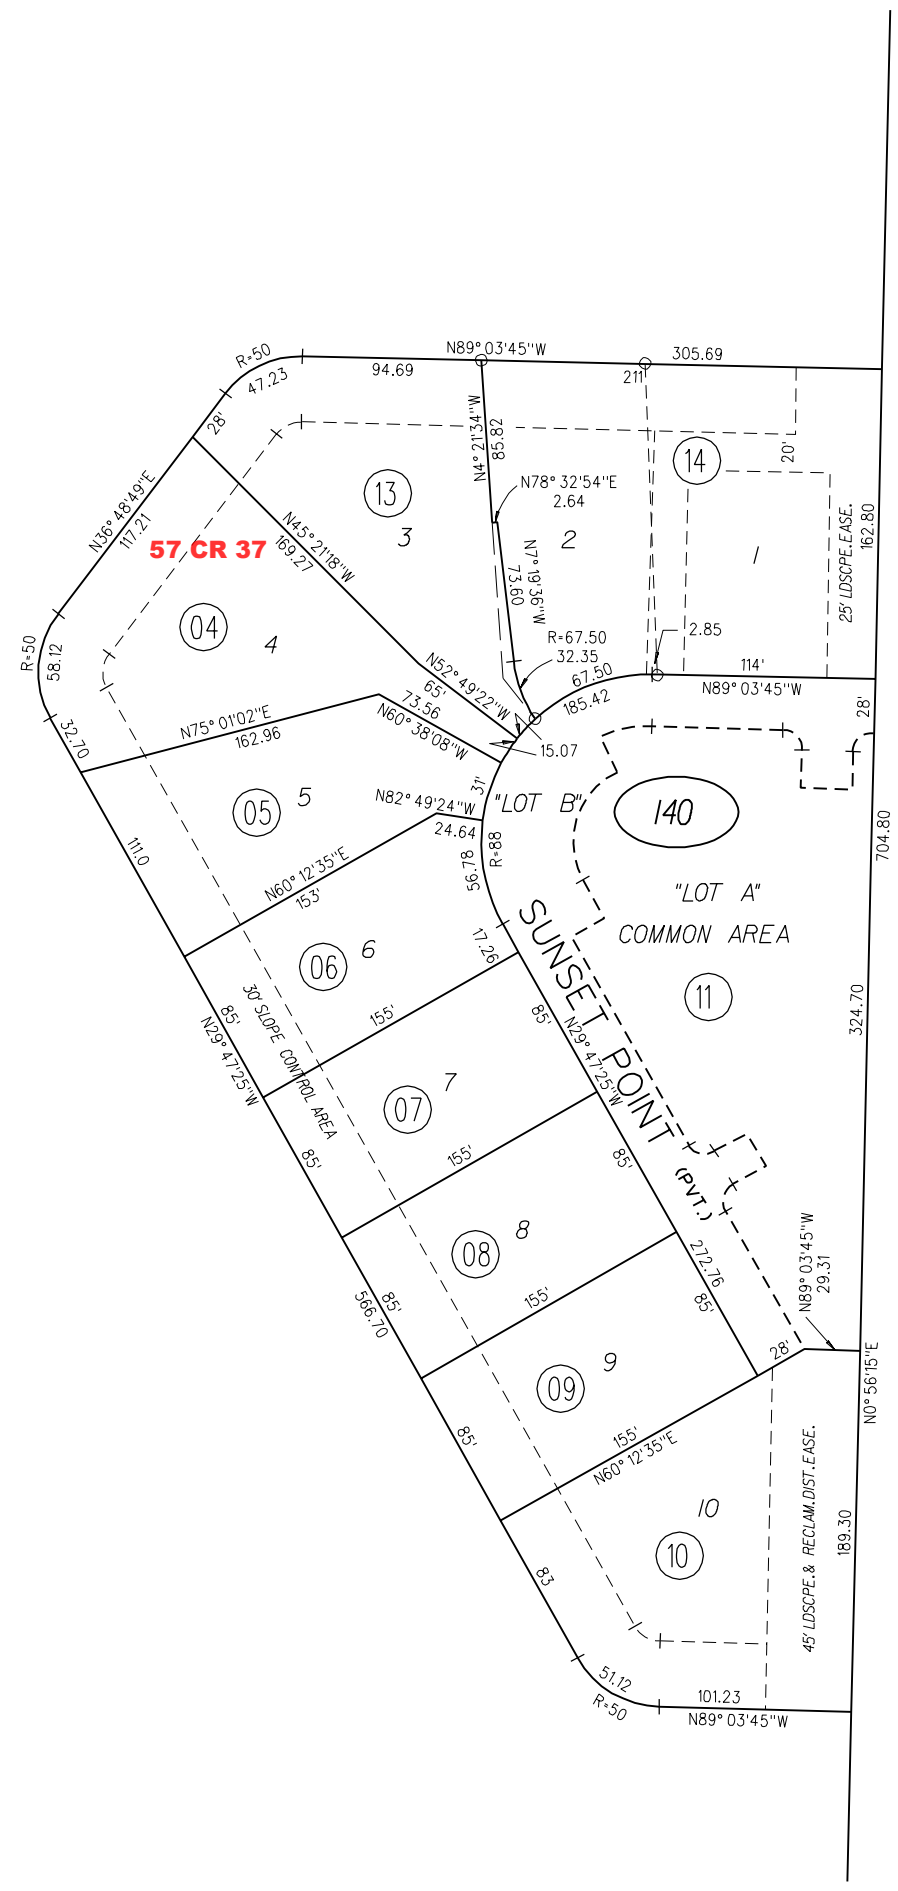 N89° 03'45"W
305.69
R=50
47.23
94.69
211
28'
N4° 21'34"W
85.82
20'
14
13
N78° 32'54"E
2.64
N36° 48'49"E
117.21
57 CR 37
N45° 21'18"W
169.27
3
2
1
N7° 19'36"W
73.60
25' LDSCPE.EASE.
162.80
04
4
R=50
58.12
R=67.50
32.35
2.85
N52° 49'22"W
65'
73.56
N60° 38'08"W
67.50
185.42
114'
N89° 03'45"W
28'
32.70
N75° 01'02"E
162.96
15.07
31'
05
5
N82° 49'24"W
24.64
"LOT B"
140
704.80
111.0
N60° 12'35"E
153'
56.78
R=88
"LOT A"
COMMON AREA
11
17.26
06
6
SUNSET POINT
(PVT.)
85'
N29° 47'25"W
30' SLOPE CONTROL AREA
155'
85'
N29° 47'25"W
324.70
07
7
85'
155'
85'
08
8
272.76
N89° 03'45"W
29.31
566.70
85'
155'
85'
28'
09
9
N0° 56'15"E
85'
155'
N60° 12'35"E
10
10
45' LDSCPE.& RECLAM.DIST.EASE.
189.30
83
51.12
R=50
101.23
N89° 03'45"W